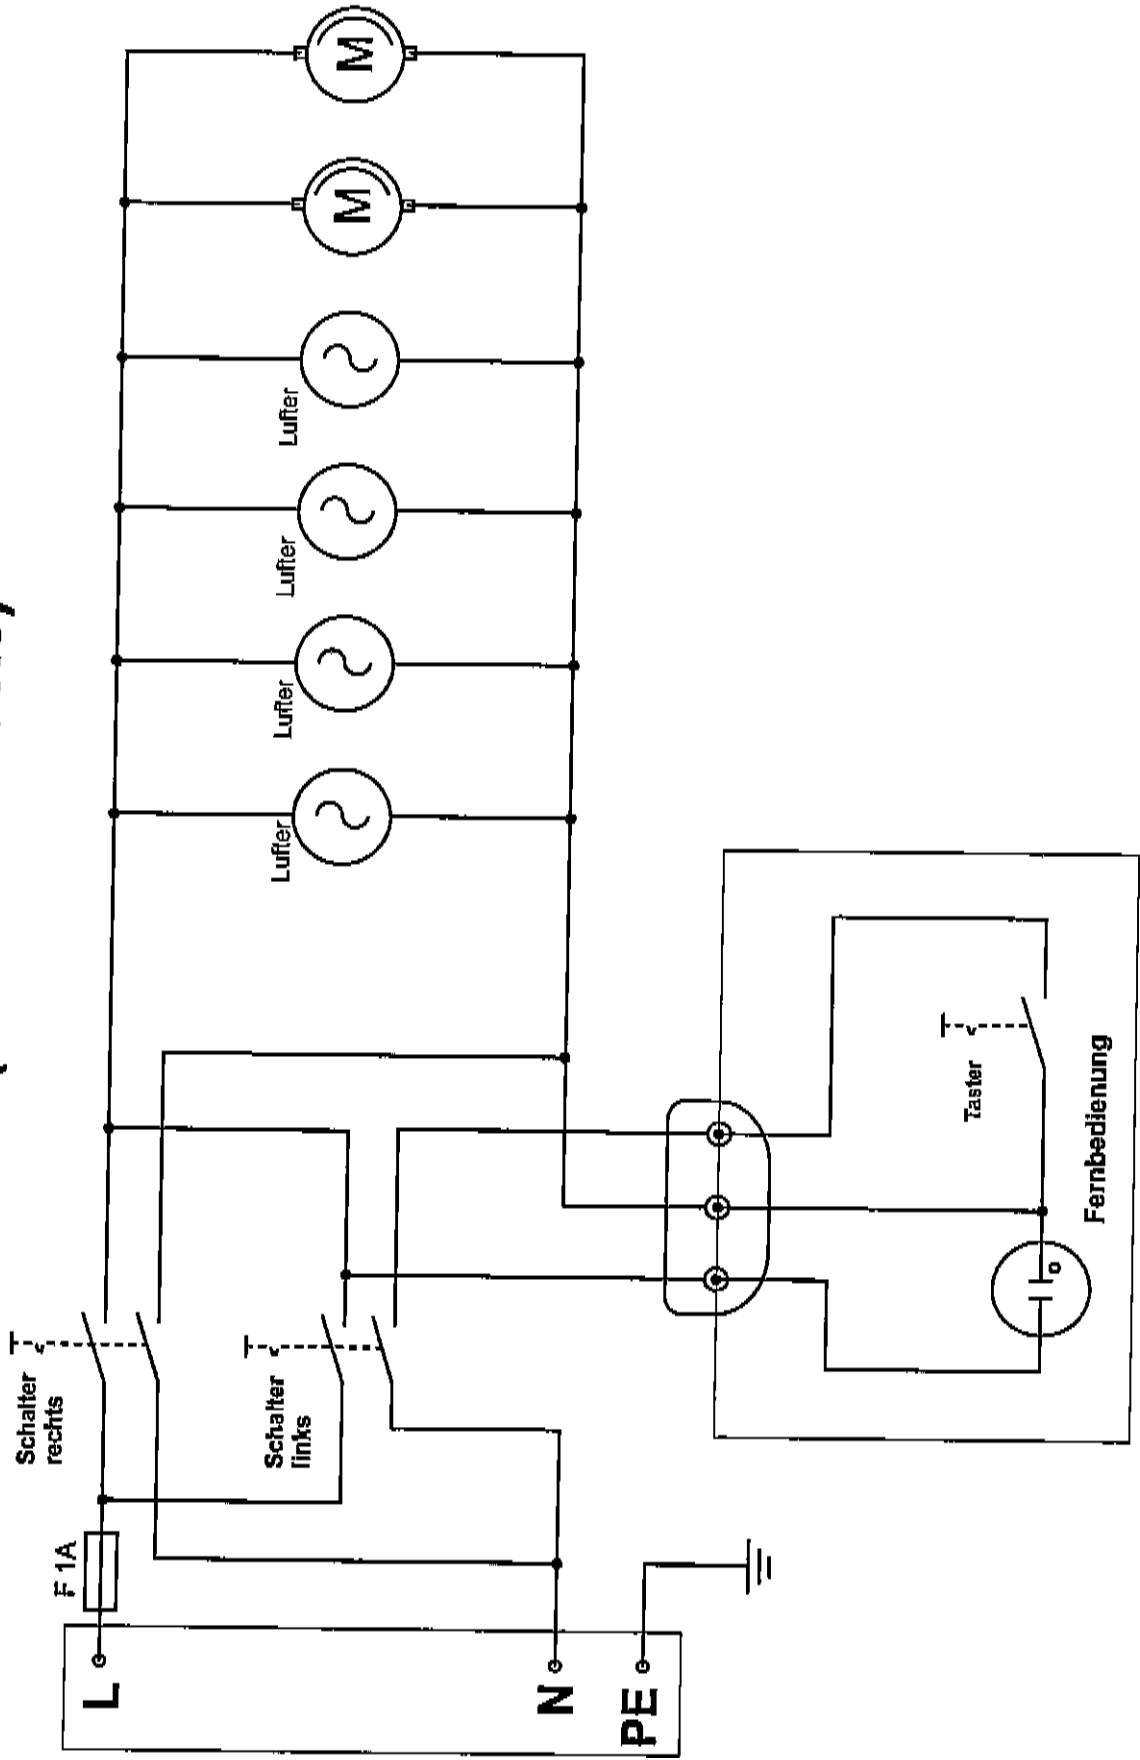 M
M
Lufter
Lufter
Lufter
Lufter
Schalter
rechts
Schalter
links
F 1A
L
N
PE
Taster
Fernbedienung